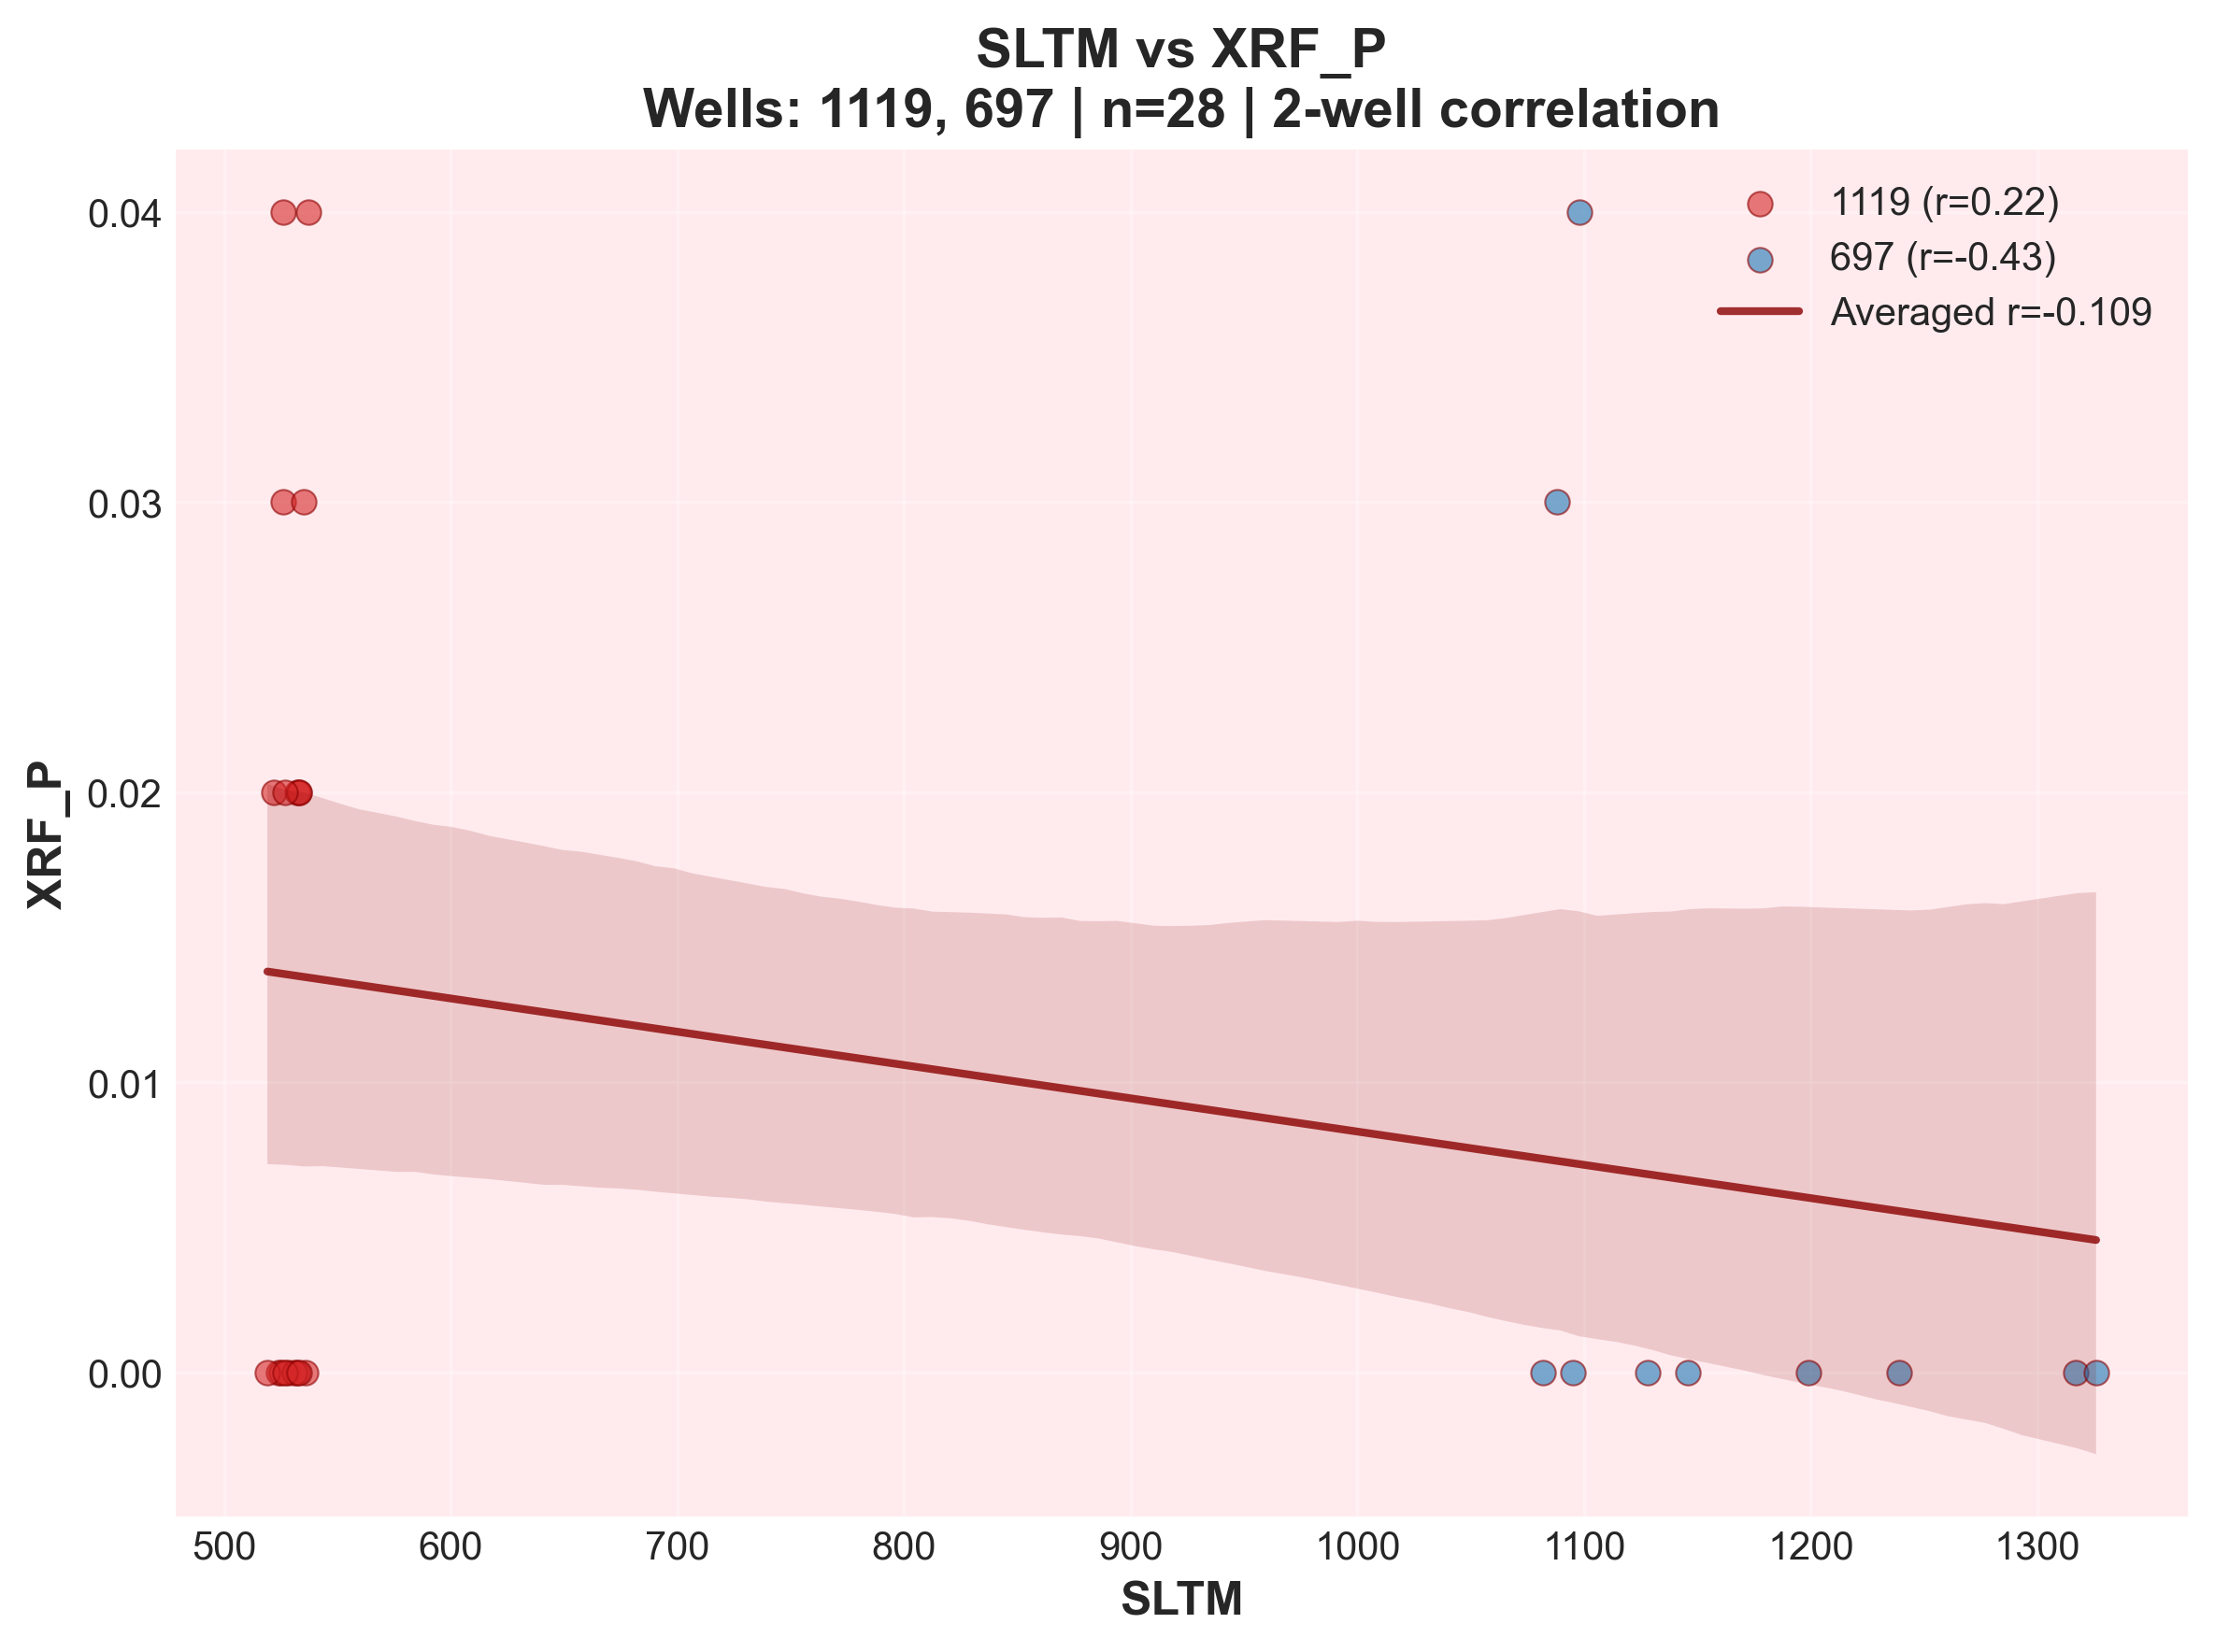 SLTM vs XRF_P
Wells: 1119, 697 | n=28 | 2-well correlation
1119 (r=0.22)
697 (r=-0.43)
Averaged r=-0.109
XRF_P
0.04
0.03
0.02
0.01
0.00
500 600 700 800 900 1000 1100 1200 1300
SLTM